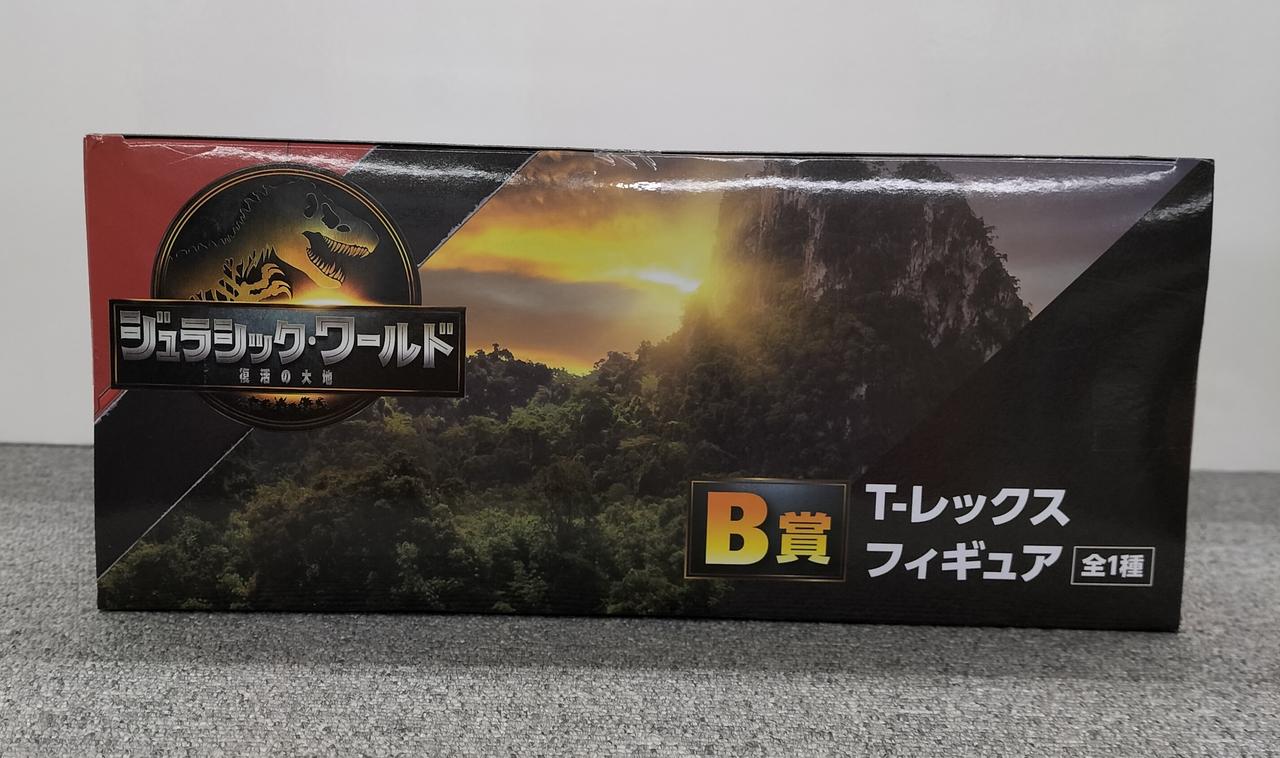 ジュラシック・ワールド
復活の大地
B賞
T-レックス
フィギュア
全1種